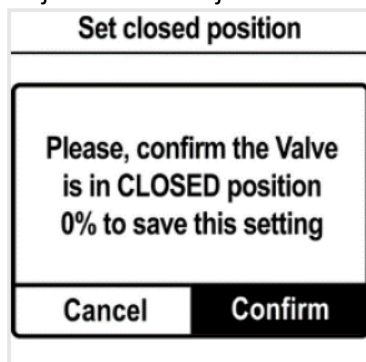 Set closed position
Please, confirm the Valve
is in CLOSED position
0% to save this setting
Cancel Confirm